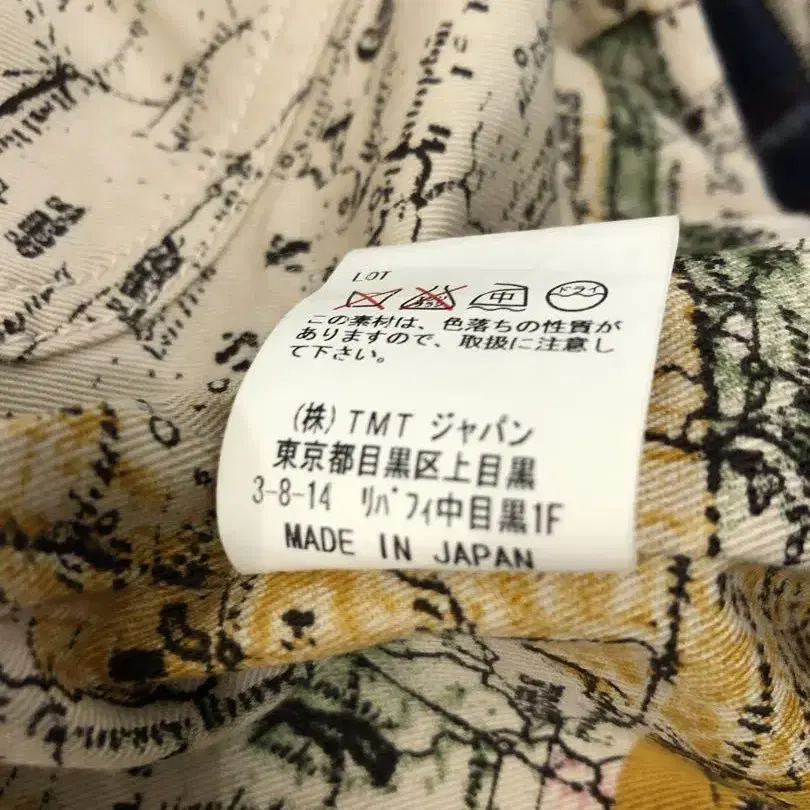 LOT
中 ドライ
この素材は、色落ちの性質が
ありますので、取扱に注意し
て下さい。
(株)TMT ジャパン
東京都目黒区上目黒
3-8-14 リバフィ中目黒1F
MADE IN JAPAN